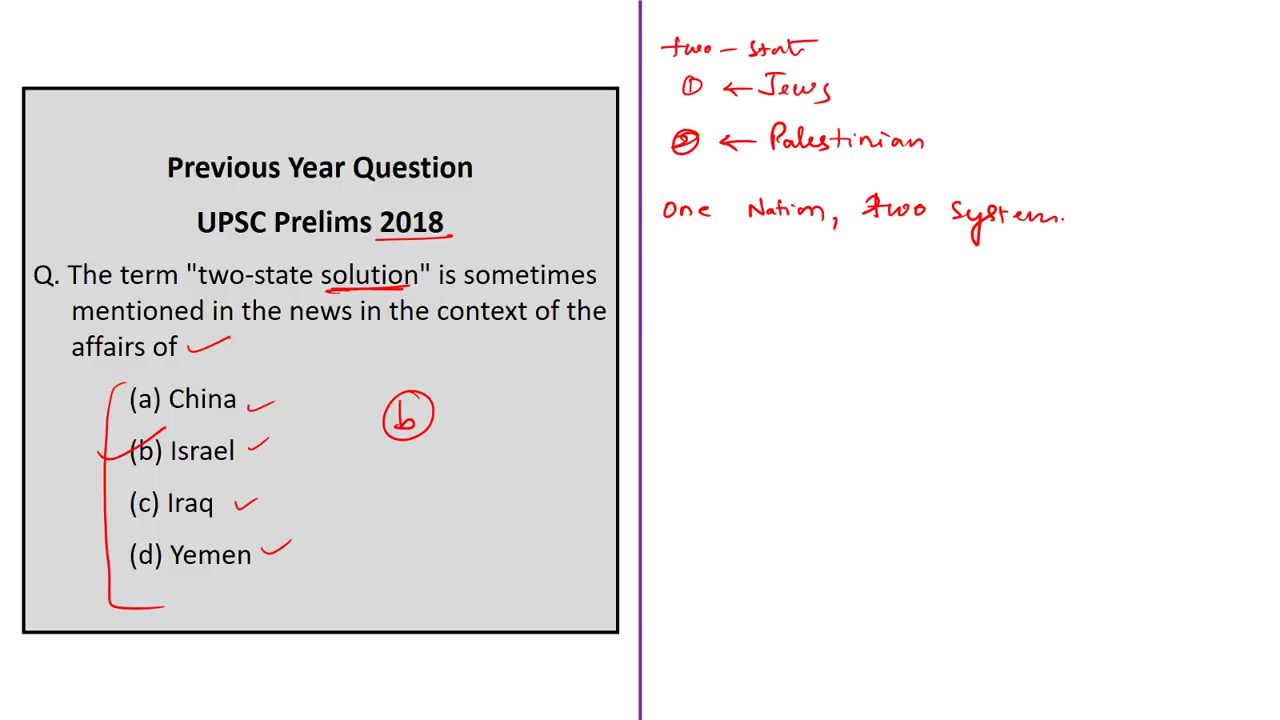 Previous Year Question
UPSC Prelims 2018
Q. The term "two-state solution" is sometimes
mentioned in the news in the context of the
affairs of
(a) China
(b) Israel
(c) Iraq
(d) Yemen
b
two - state
① ← Jews
② ← Palestinian
One Nation, two System.